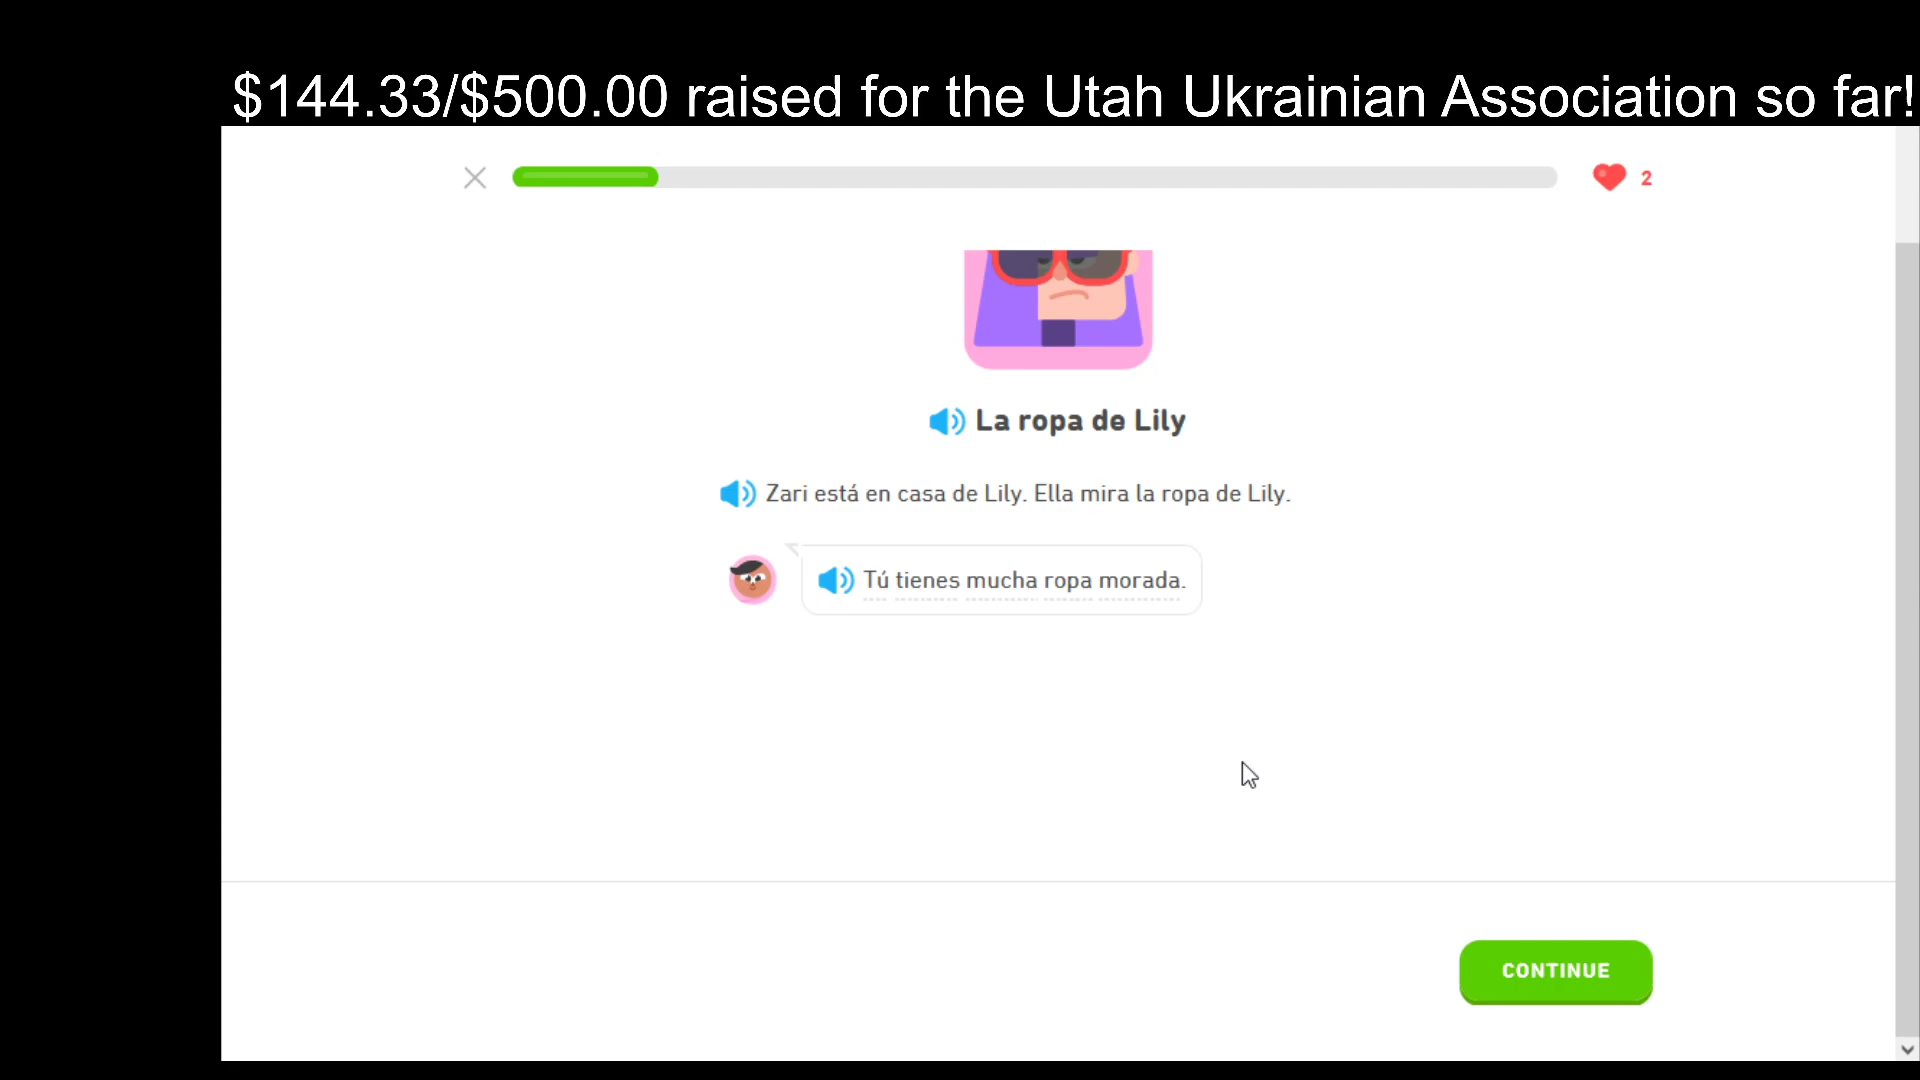 $144.33/$500.00 raised for the Utah Ukrainian Association so far!
2
La ropa de Lily
Zari está en casa de Lily. Ella mira la ropa de Lily.
Tú tienes mucha ropa morada.
CONTINUE